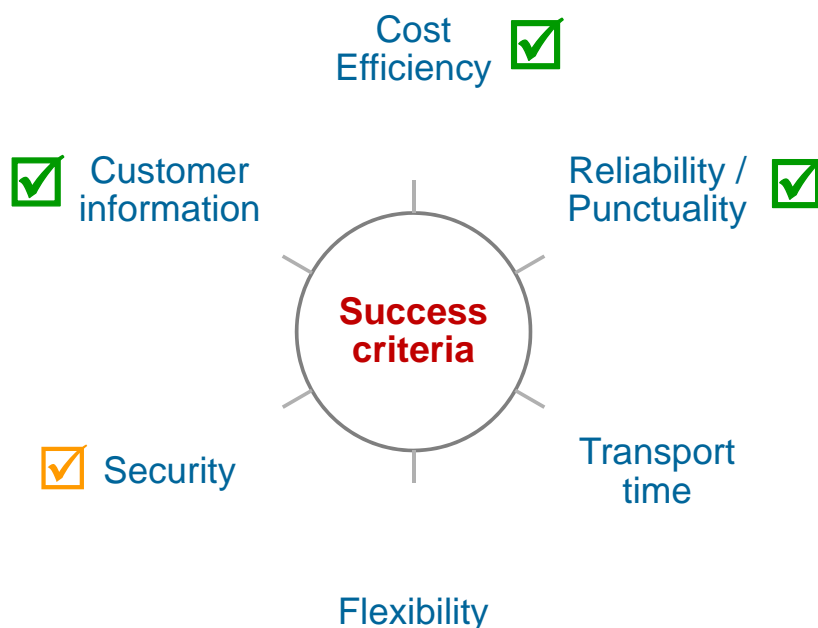 Cost
Efficiency
Customer
information
Reliability /
Punctuality
Success
criteria
Security
Transport
time
Flexibility